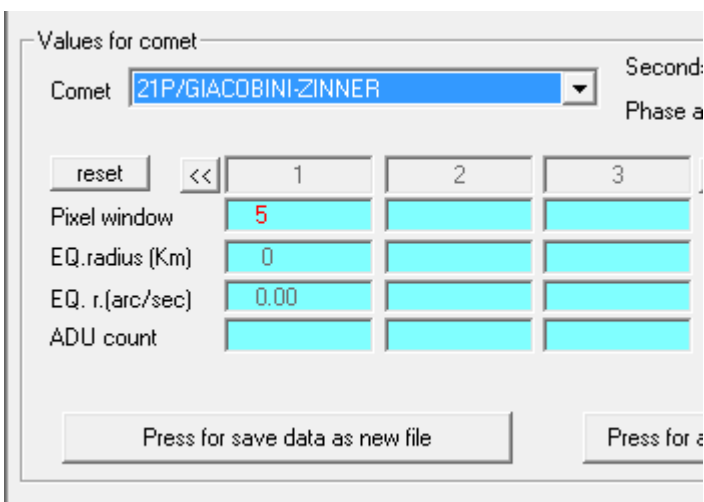 Values for comet
Comet 21P/GIACOBINI-ZINNER
Phase a
reset << 1 2 3
Pixel window 5
EQ.radius (Km) 0
EQ. r.(arc/sec) 0.00
ADU count
Press for save data as new file Press for a